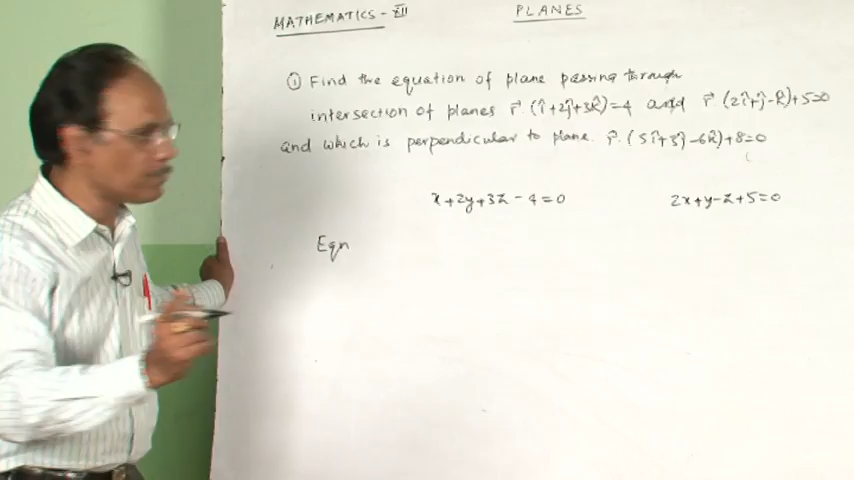 MATHEMATICS - XII
PLANES
① Find the equation of plane passing through
intersection of planes r⃗. (î+2ĵ+3k̂)=4 and r⃗. (2î+ĵ-k̂)+5=0
and which is perpendicular to plane. r⃗. (5î+3ĵ-6k̂)+8=0
x+2y+3z-4=0 2x+y-z+5=0
Eqn